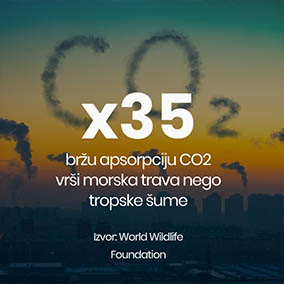 CO2
x35
bržu apsorpciju CO2
vrši morska trava nego
tropske šume
Izvor: World Wildlife
Foundation